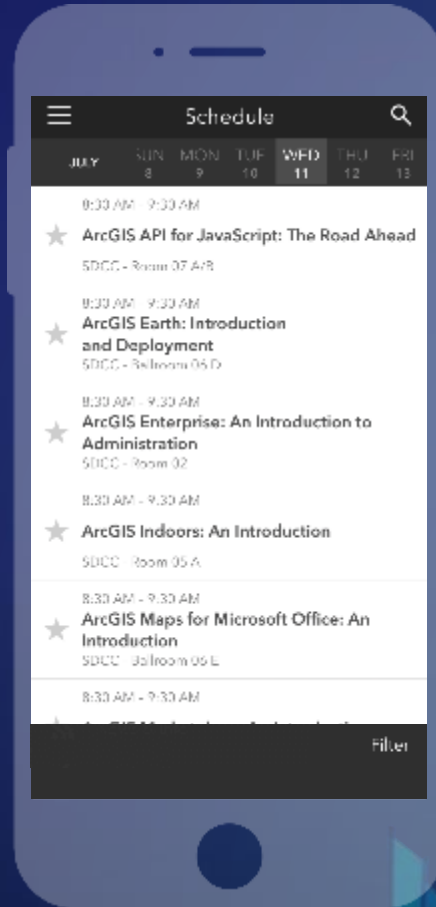 Schedule
JULY SUN MON TUE WED THU FRI
8 9 10 11 12 13
8:30 AM - 9:30 AM
ArcGIS API for JavaScript: The Road Ahead
SDCC - Room 07 A/B
8:30 AM - 9:30 AM
ArcGIS Earth: Introduction
and Deployment
SDCC - Ballroom 06 D
8:30 AM - 9:30 AM
ArcGIS Enterprise: An Introduction to
Administration
SDCC - Room 02
8:30 AM - 9:30 AM
ArcGIS Indoors: An Introduction
SDCC - Room 05 A
8:30 AM - 9:30 AM
ArcGIS Maps for Microsoft Office: An
Introduction
SDCC - Ballroom 06 E
8:30 AM - 9:30 AM
Filter